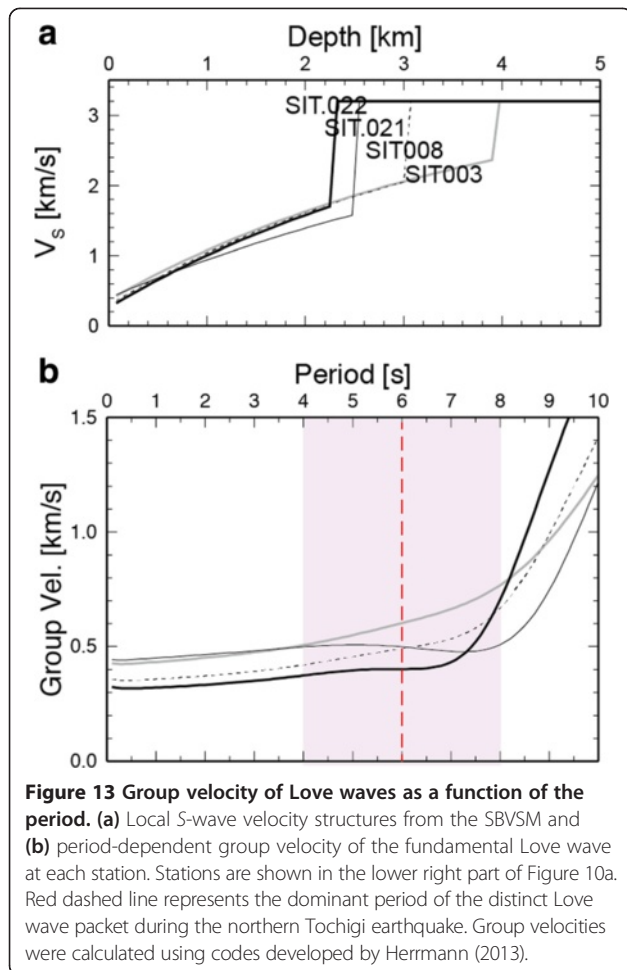 a
Depth [km]
0 1 2 3 4 5
3
2
1
0
Vs [km/s]
SIT.022
SIT.021
SIT008
SIT003
b
Period [s]
0 1 2 3 4 5 6 7 8 9 10
1.5
1.0
0.5
0.0
Group Vel. [km/s]
Figure 13 Group velocity of Love waves as a function of the
period. (a) Local S-wave velocity structures from the SBVSM and
(b) period-dependent group velocity of the fundamental Love wave
at each station. Stations are shown in the lower right part of Figure 10a.
Red dashed line represents the dominant period of the distinct Love
wave packet during the northern Tochigi earthquake. Group velocities
were calculated using codes developed by Herrmann (2013).